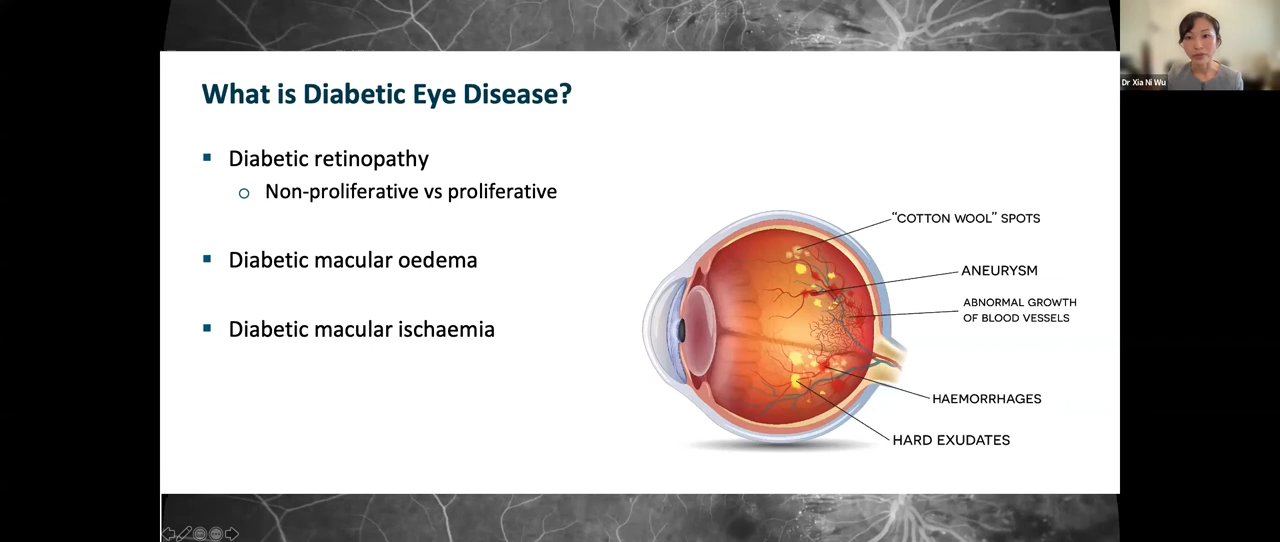 What is Diabetic Eye Disease?
Diabetic retinopathy
Non-proliferative vs proliferative
Diabetic macular oedema
Diabetic macular ischaemia
"COTTON WOOL" SPOTS
ANEURYSM
ABNORMAL GROWTH
OF BLOOD VESSELS
HAEMORRHAGES
HARD EXUDATES
Dr Xia Ni Wu